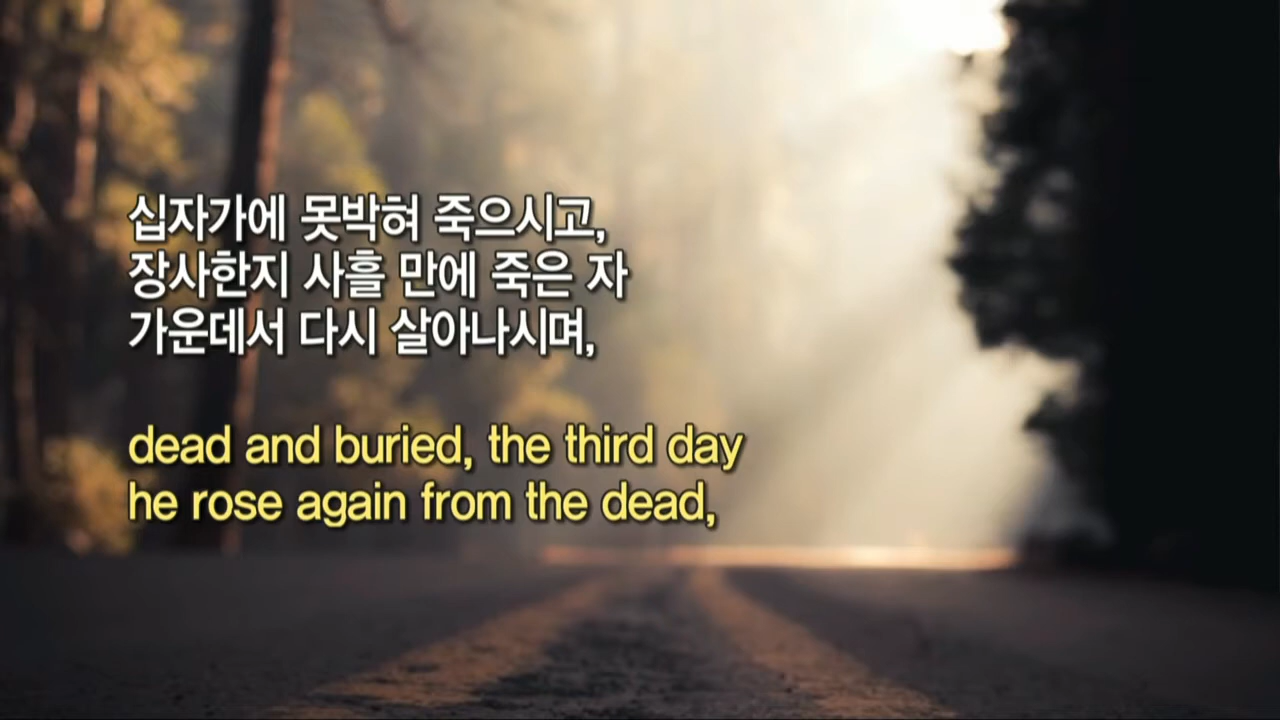 십자가에 못박혀 죽으시고,
장사한지 사흘 만에 죽은 자
가운데서 다시 살아나시며,
dead and buried, the third day
he rose again from the dead,